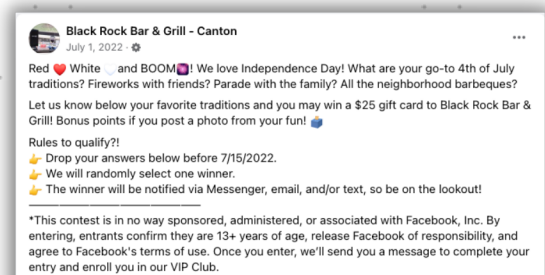 Black Rock Bar & Grill - Canton
July 1, 2022 ·
Red ❤️ White 🤍 and BOOM🎆! We love Independence Day! What are your go-to 4th of July
traditions? Fireworks with friends? Parade with the family? All the neighborhood barbeques?
Let us know below your favorite traditions and you may win a $25 gift card to Black Rock Bar &
Grill! Bonus points if you post a photo from your fun! 🗳️
Rules to qualify?!
👉 Drop your answers below before 7/15/2022.
👉 We will randomly select one winner.
👉 The winner will be notified via Messenger, email, and/or text, so be on the lookout!
*This contest is in no way sponsored, administered, or associated with Facebook, Inc. By
entering, entrants confirm they are 13+ years of age, release Facebook of responsibility, and
agree to Facebook's terms of use. Once you enter, we'll send you a message to complete your
entry and enroll you in our VIP Club.